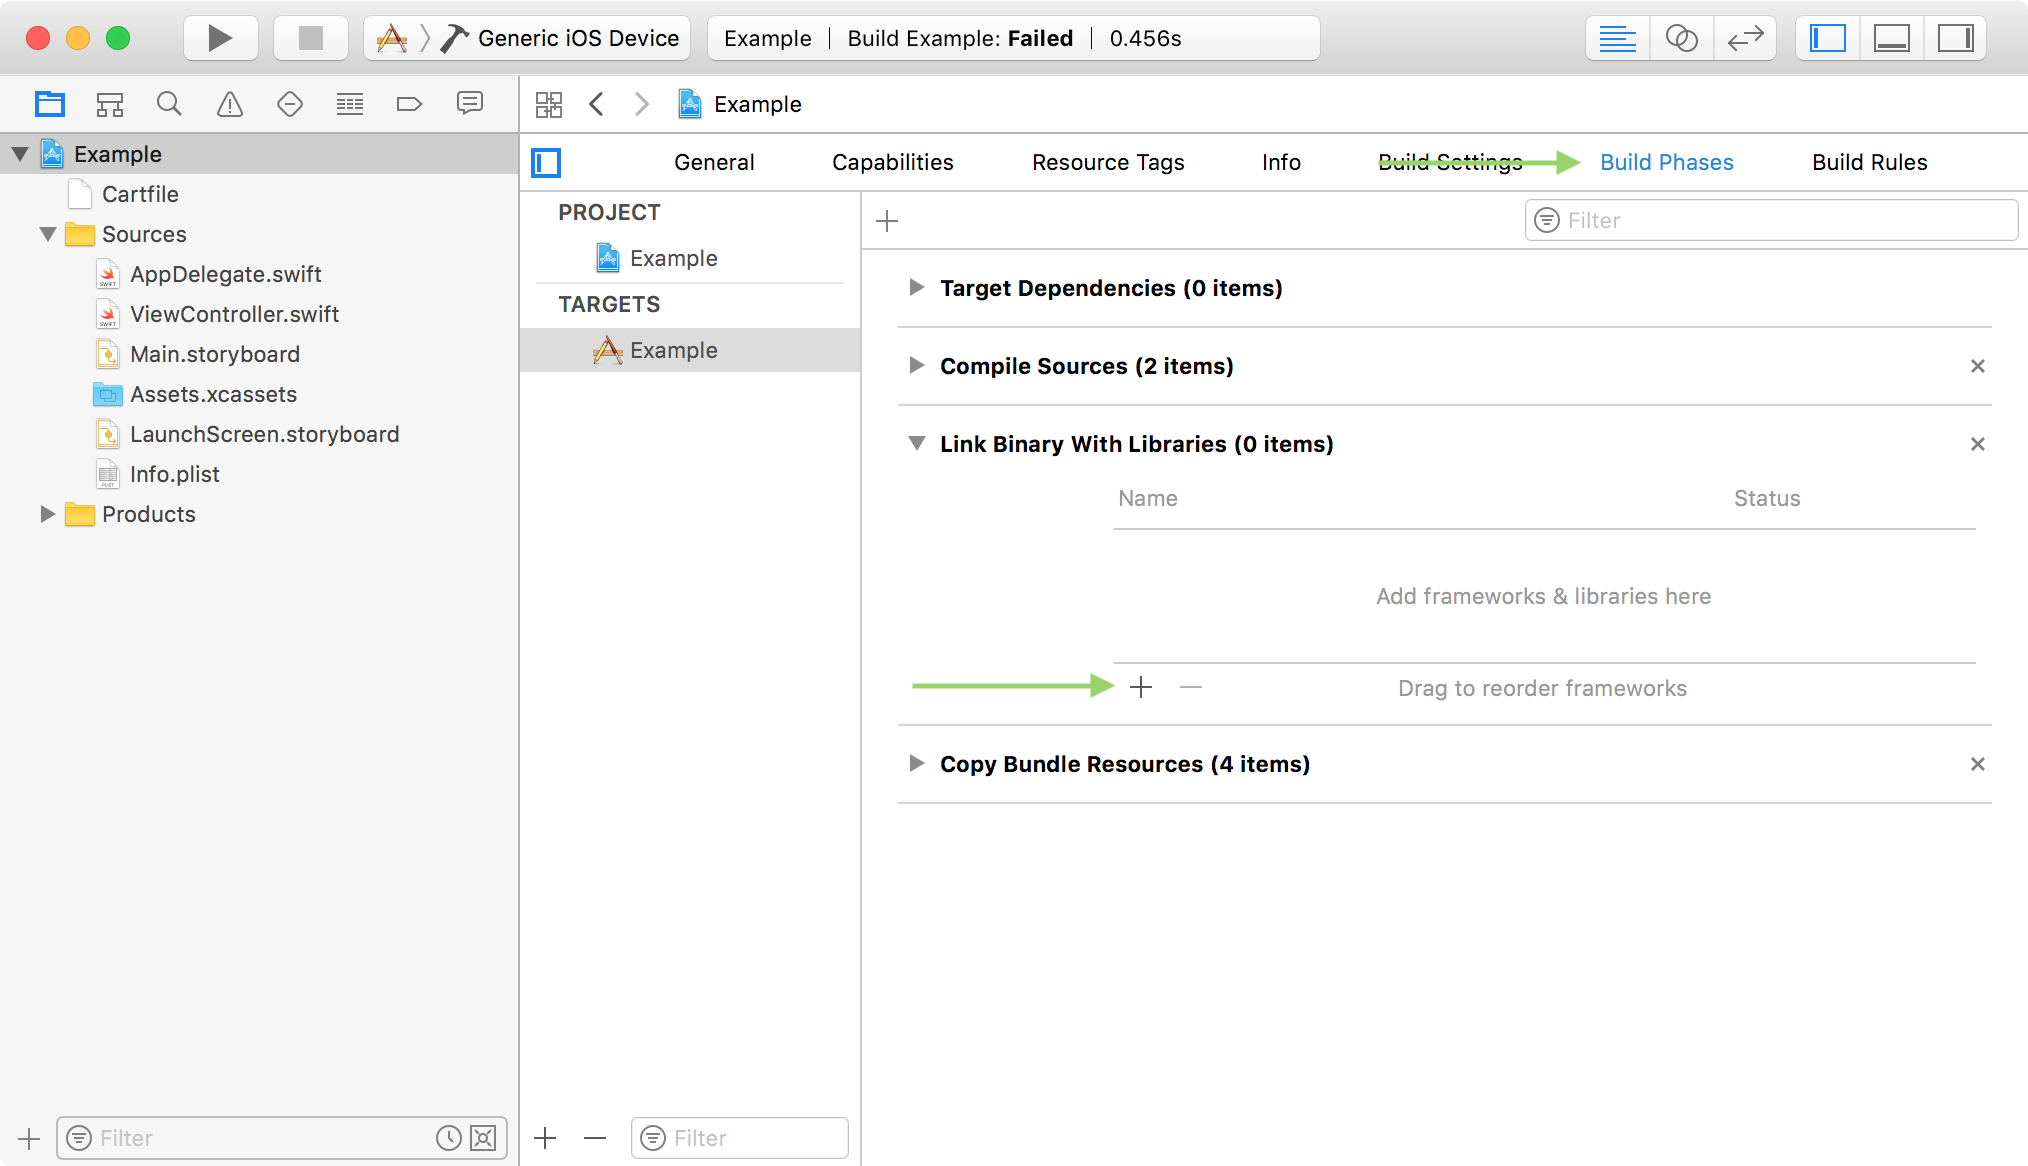 Generic iOS Device
Example | Build Example: Failed | 0.456s
Example
General Capabilities Resource Tags Info Build Settings Build Phases Build Rules
Example
Cartfile
Sources
AppDelegate.swift
ViewController.swift
Main.storyboard
Assets.xcassets
LaunchScreen.storyboard
Info.plist
Products
Filter
PROJECT
Example
TARGETS
Example
Filter
Filter
Target Dependencies (0 items)
Compile Sources (2 items)
Link Binary With Libraries (0 items)
Name Status
Add frameworks & libraries here
Drag to reorder frameworks
Copy Bundle Resources (4 items)